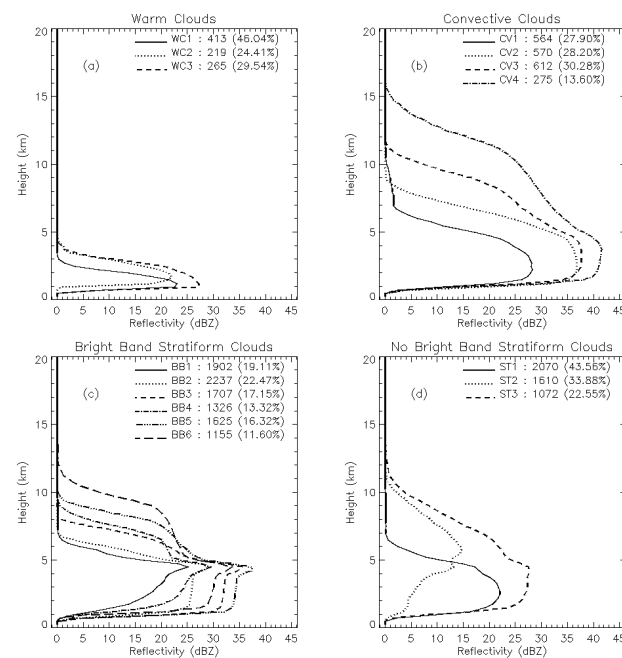 Warm Clouds
20
15
10
5
0
Height (km)
(a)
WC1 : 413 (46.04%)
WC2 : 219 (24.41%)
WC3 : 265 (29.54%)
0 5 10 15 20 25 30 35 40 45
Reflectivity (dBZ)
Convective Clouds
20
15
10
5
0
Height (km)
(b)
CV1 : 564 (27.90%)
CV2 : 570 (28.20%)
CV3 : 612 (30.28%)
CV4 : 275 (13.60%)
0 5 10 15 20 25 30 35 40 45
Reflectivity (dBZ)
Bright Band Stratiform Clouds
20
15
10
5
0
Height (km)
(c)
BB1 : 1902 (19.11%)
BB2 : 2237 (22.47%)
BB3 : 1707 (17.15%)
BB4 : 1326 (13.32%)
BB5 : 1625 (16.32%)
BB6 : 1155 (11.60%)
0 5 10 15 20 25 30 35 40 45
Reflectivity (dBZ)
No Bright Band Stratiform Clouds
20
15
10
5
0
Height (km)
(d)
ST1 : 2070 (43.56%)
ST2 : 1610 (33.88%)
ST3 : 1072 (22.55%)
0 5 10 15 20 25 30 35 40 45
Reflectivity (dBZ)